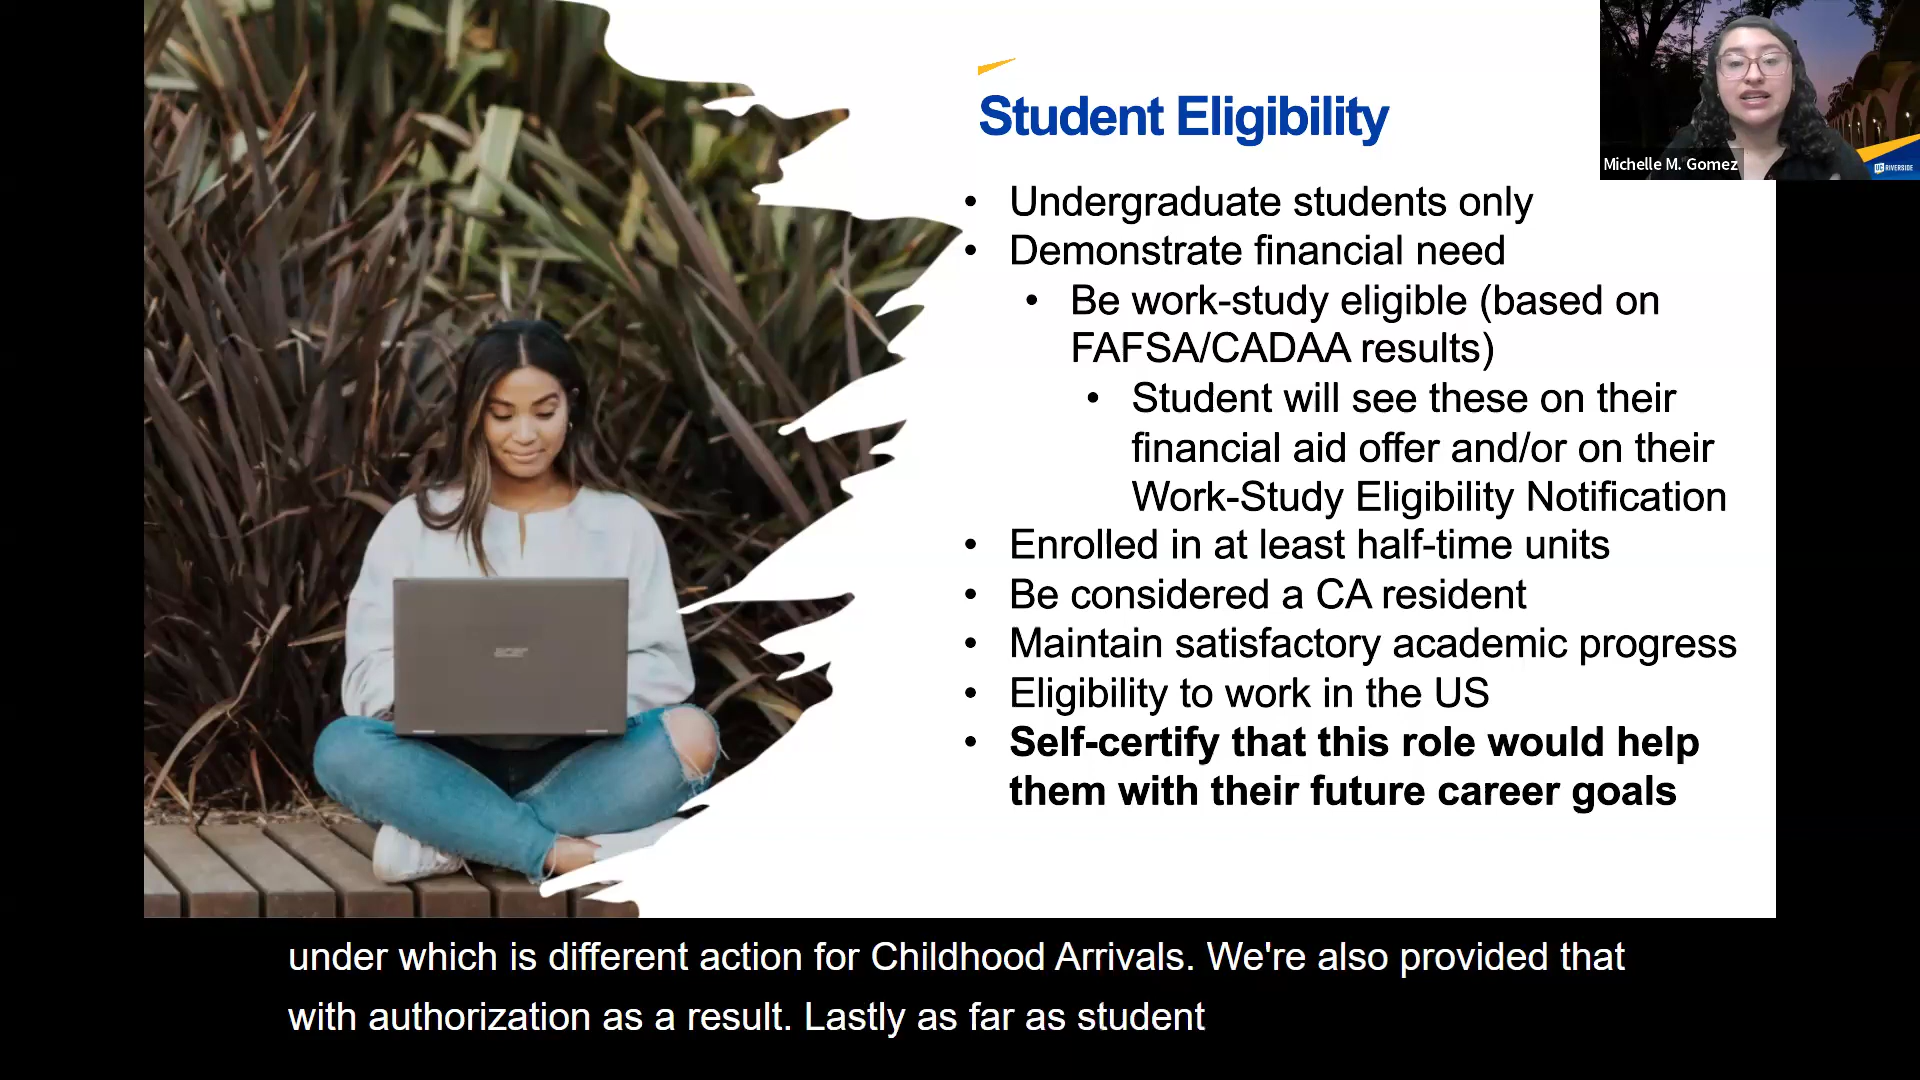 Student Eligibility
• Undergraduate students only
• Demonstrate financial need
• Be work-study eligible (based on
FAFSA/CADAA results)
• Student will see these on their
financial aid offer and/or on their
Work-Study Eligibility Notification
• Enrolled in at least half-time units
• Be considered a CA resident
• Maintain satisfactory academic progress
• Eligibility to work in the US
• Self-certify that this role would help
them with their future career goals
Michelle M. Gomez
UC RIVERSIDE
acer
under which is different action for Childhood Arrivals. We're also provided that
with authorization as a result. Lastly as far as student